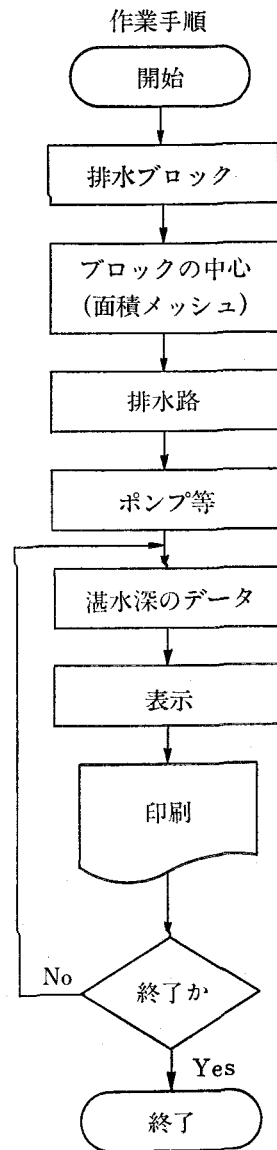 作業手順
開始
排水ブロック
ブロックの中心
(面積メッシュ)
排水路
ポンプ等
湛水深のデータ
表示
印刷
終了か
No
Yes
終了